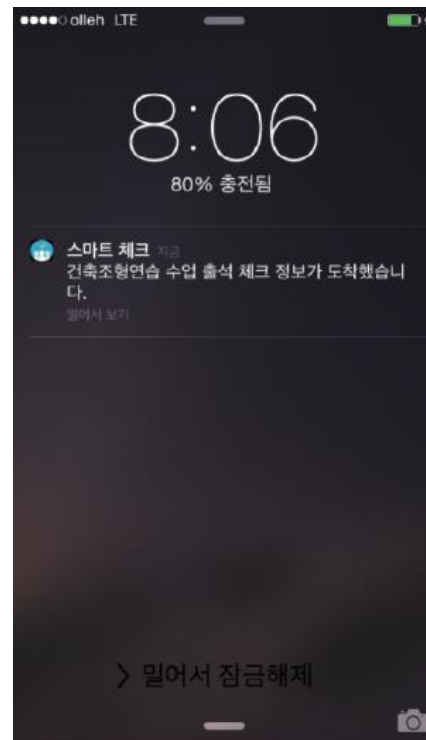 olleh LTE
8:06
80% 충전됨
스마트 체크 지금
건축조형연습 수업 출석 체크 정보가 도착했습니
다.
밀어서 보기
> 밀어서 잠금해제